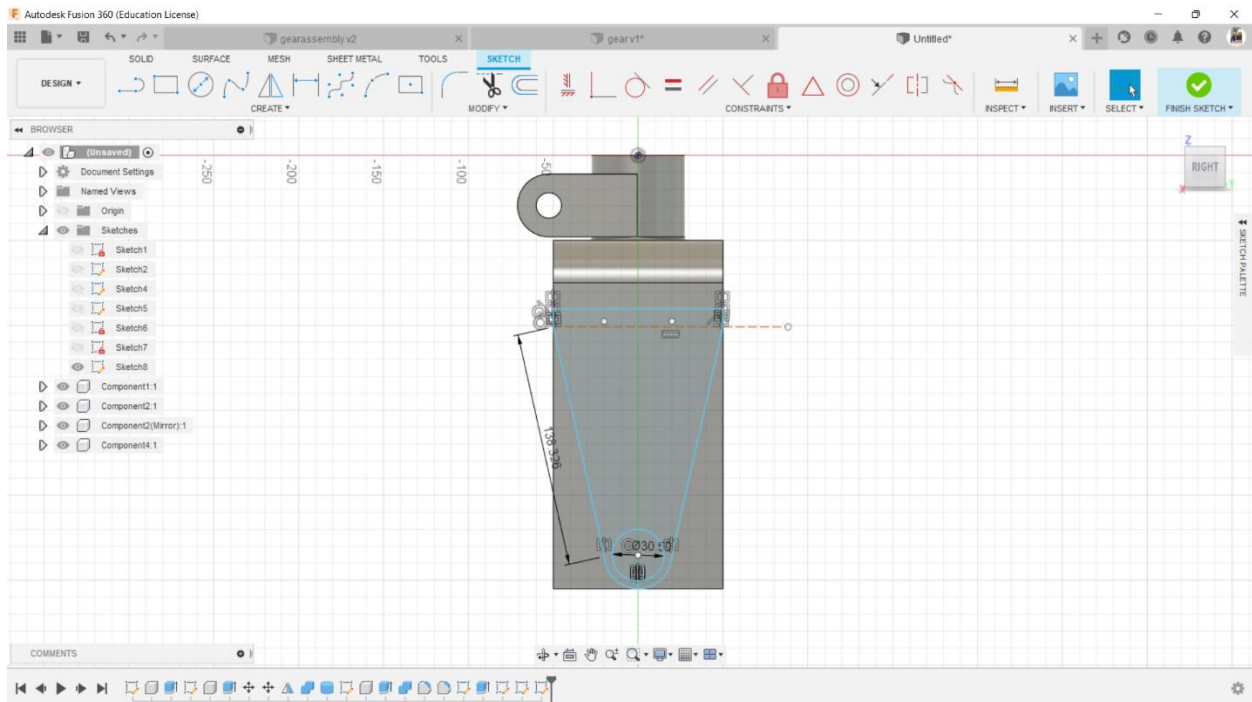 Autodesk Fusion 360 (Education License)
gearassembly v2
gear v1*
Untitled*
SOLID SURFACE MESH SHEET METAL TOOLS SKETCH
DESIGN
CREATE MODIFY CONSTRAINTS INSPECT INSERT SELECT FINISH SKETCH
BROWSER
(Unsaved)
Document Settings
Named Views
Origin
Sketches
Sketch1
Sketch2
Sketch4
Sketch5
Sketch6
Sketch7
Sketch8
Component1:1
Component2:1
Component2(Mirror):1
Component4:1
-250
-200
-150
-100
-50
138.326
Z
RIGHT
X
Y
SKETCH PALETTE
COMMENTS